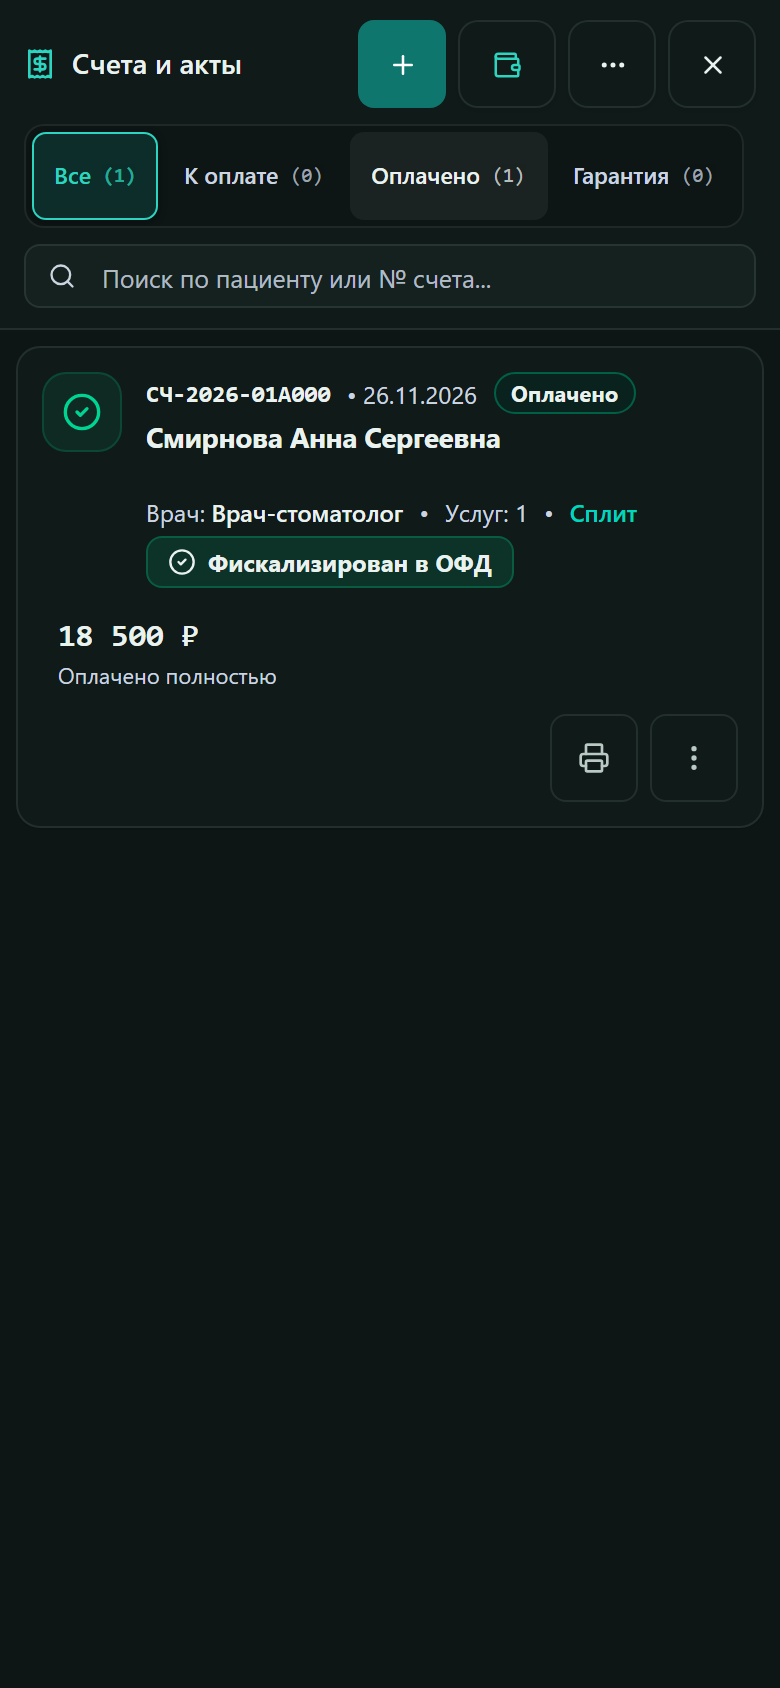 Счета и акты
Все (1) К оплате (0) Оплачено (1) Гарантия (0)
Поиск по пациенту или № счета...
СЧ-2026-01A000 • 26.11.2026 Оплачено
Смирнова Анна Сергеевна
Врач: Врач-стоматолог • Услуг: 1 • Сплит
Фискализирован в ОФД
18 500 ₽
Оплачено полностью